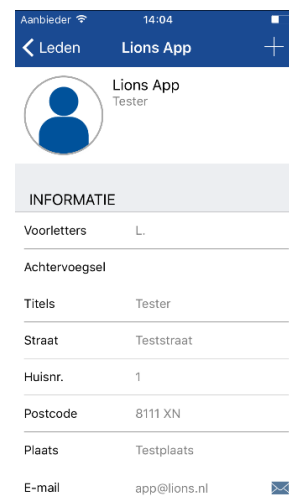 Aanbieder 14:04
Leden Lions App
Lions App
Tester
INFORMATIE
Voorletters L.
Achtervoegsel
Titels Tester
Straat Teststraat
Huisnr. 1
Postcode 8111 XN
Plaats Testplaats
E-mail app@lions.nl